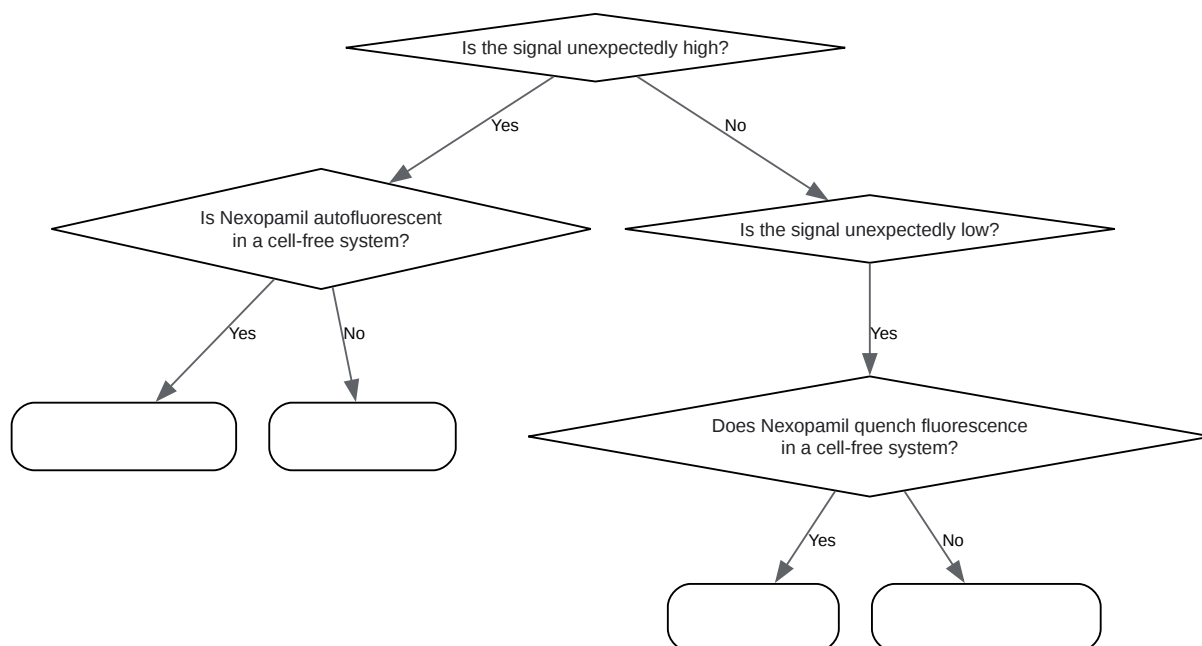 Is the signal unexpectedly high?
Yes
No
Is Nexopamil autofluorescent
in a cell-free system?
Is the signal unexpectedly low?
Yes
No
Yes
Does Nexopamil quench fluorescence
in a cell-free system?
Yes
No